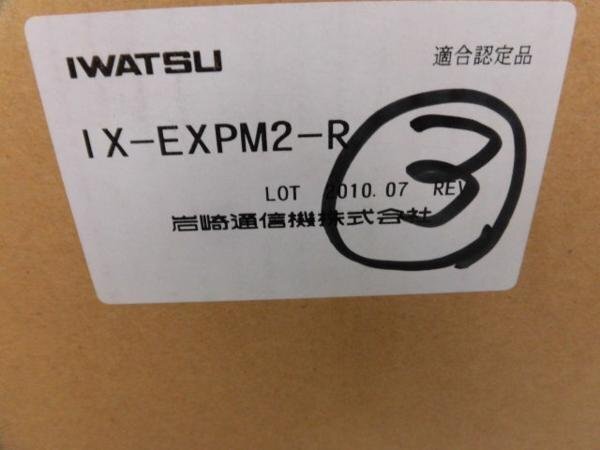 IWATSU
適合認定品
IX-EXPM2-R
③
LOT 2010.07 REV
岩崎通信機株式会社